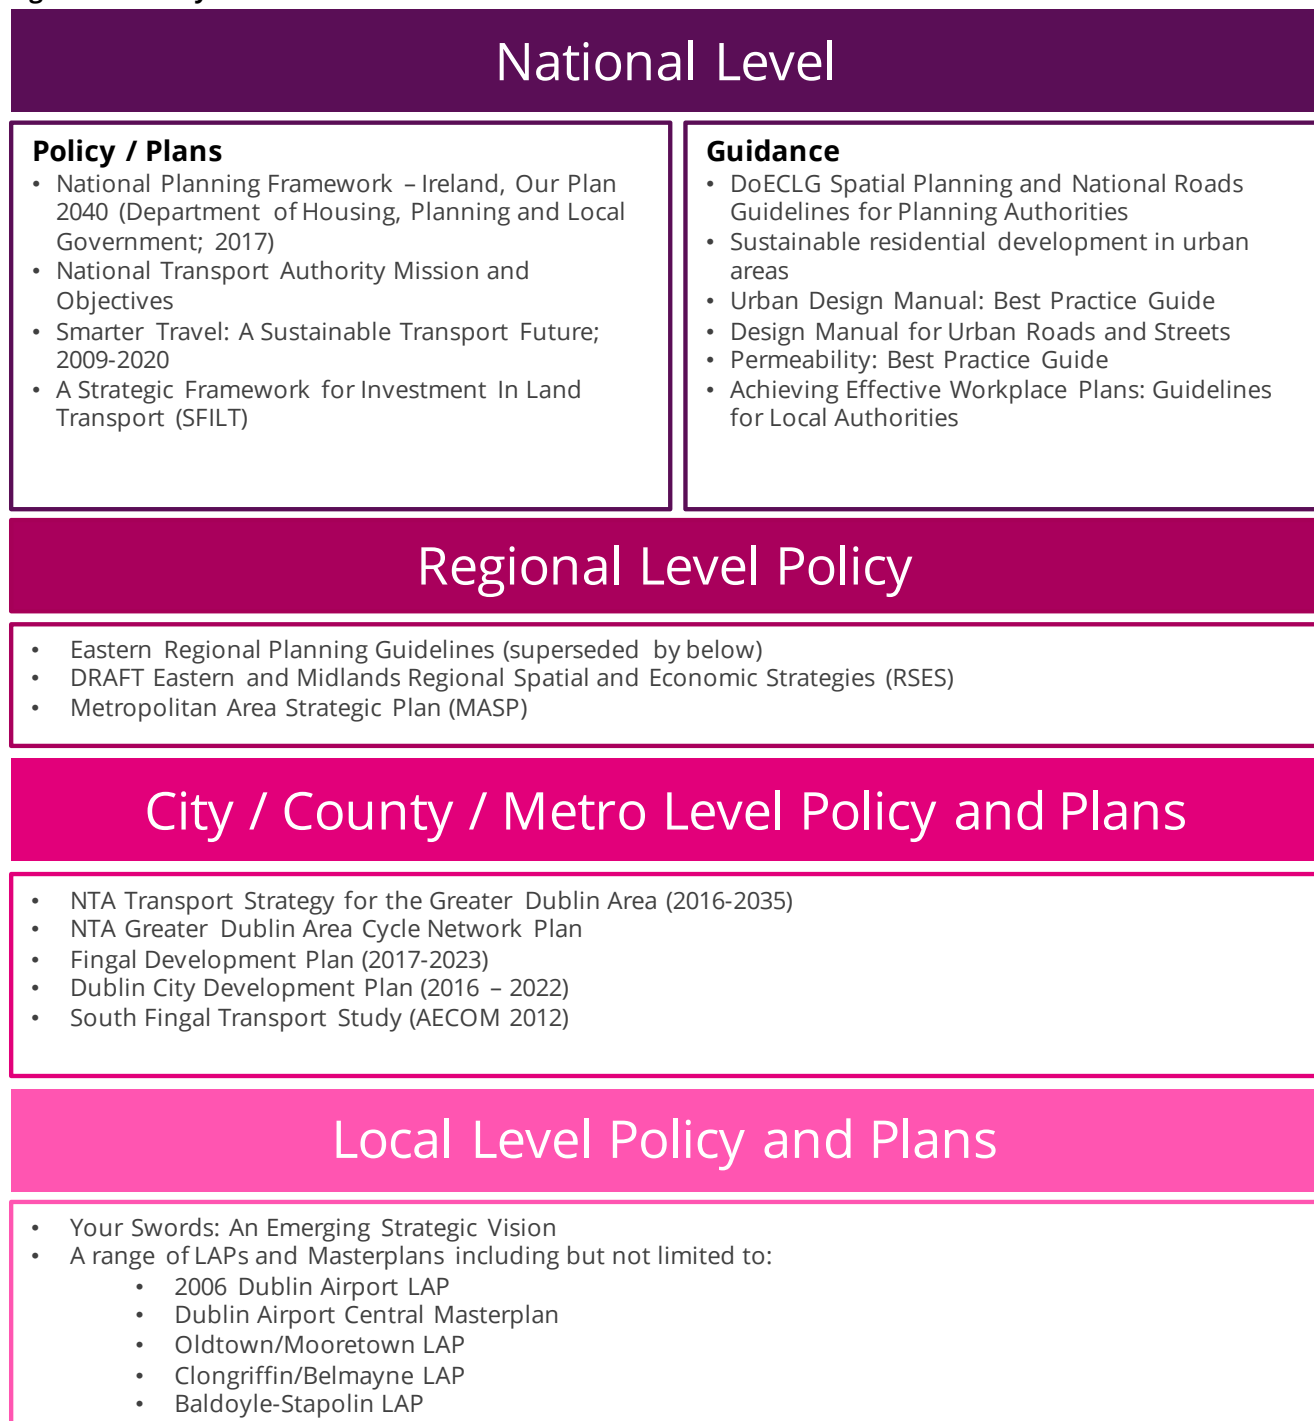 National Level
Policy / Plans
• National Planning Framework – Ireland, Our Plan
2040 (Department of Housing, Planning and Local
Government; 2017)
• National Transport Authority Mission and
Objectives
• Smarter Travel: A Sustainable Transport Future;
2009-2020
• A Strategic Framework for Investment In Land
Transport (SFILT)
Guidance
• DoECLG Spatial Planning and National Roads
Guidelines for Planning Authorities
• Sustainable residential development in urban
areas
• Urban Design Manual: Best Practice Guide
• Design Manual for Urban Roads and Streets
• Permeability: Best Practice Guide
• Achieving Effective Workplace Plans: Guidelines
for Local Authorities
Regional Level Policy
• Eastern Regional Planning Guidelines (superseded by below)
• DRAFT Eastern and Midlands Regional Spatial and Economic Strategies (RSES)
• Metropolitan Area Strategic Plan (MASP)
City / County / Metro Level Policy and Plans
• NTA Transport Strategy for the Greater Dublin Area (2016-2035)
• NTA Greater Dublin Area Cycle Network Plan
• Fingal Development Plan (2017-2023)
• Dublin City Development Plan (2016 – 2022)
• South Fingal Transport Study (AECOM 2012)
Local Level Policy and Plans
• Your Swords: An Emerging Strategic Vision
• A range of LAPs and Masterplans including but not limited to:
• 2006 Dublin Airport LAP
• Dublin Airport Central Masterplan
• Oldtown/Mooretown LAP
• Clongriffin/Belmayne LAP
• Baldoyle-Stapolin LAP